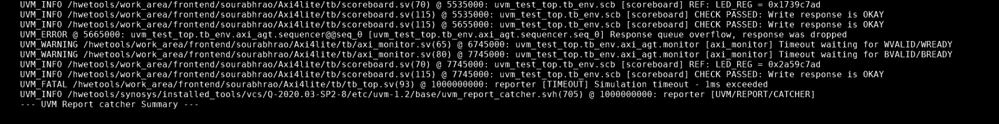 UVM_INFO /hwetools/work_area/frontend/sourabhrao/Axi4lite/tb/scoreboard.sv(70) @ 5535000: uvm_test_top.tb_env.scb [scoreboard] REF: LED_REG = 0x1739c7ad
UVM_INFO /hwetools/work_area/frontend/sourabhrao/Axi4lite/tb/scoreboard.sv(115) @ 5535000: uvm_test_top.tb_env.scb [scoreboard] CHECK PASSED: Write response is OKAY
UVM_INFO /hwetools/work_area/frontend/sourabhrao/Axi4lite/tb/scoreboard.sv(115) @ 5655000: uvm_test_top.tb_env.scb [scoreboard] CHECK PASSED: Write response is OKAY
UVM_ERROR @ 5665000: uvm_test_top.tb_env.axi_agt.sequencer@@seq_0 [uvm_test_top.tb_env.axi_agt.sequencer.seq_0] Response queue overflow, response was dropped
UVM_WARNING /hwetools/work_area/frontend/sourabhrao/Axi4lite/tb/axi_monitor.sv(65) @ 6745000: uvm_test_top.tb_env.axi_agt.monitor [axi_monitor] Timeout waiting for WVALID/WREADY
UVM_WARNING /hwetools/work_area/frontend/sourabhrao/Axi4lite/tb/axi_monitor.sv(80) @ 7745000: uvm_test_top.tb_env.axi_agt.monitor [axi_monitor] Timeout waiting for BVALID/BREADY
UVM_INFO /hwetools/work_area/frontend/sourabhrao/Axi4lite/tb/scoreboard.sv(70) @ 7745000: uvm_test_top.tb_env.scb [scoreboard] REF: LED_REG = 0x2a59c7ad
UVM_INFO /hwetools/work_area/frontend/sourabhrao/Axi4lite/tb/scoreboard.sv(115) @ 7745000: uvm_test_top.tb_env.scb [scoreboard] CHECK PASSED: Write response is OKAY
UVM_FATAL /hwetools/work_area/frontend/sourabhrao/Axi4lite/tb/tb_top.sv(93) @ 1000000000: reporter [TIMEOUT] Simulation timeout - 1ms exceeded
UVM_INFO /hwetools/synosys/installed_tools/vcs/Q-2020.03-SP2-8/etc/uvm-1.2/base/uvm_report_catcher.svh(705) @ 1000000000: reporter [UVM/REPORT/CATCHER]
--- UVM Report catcher Summary ---